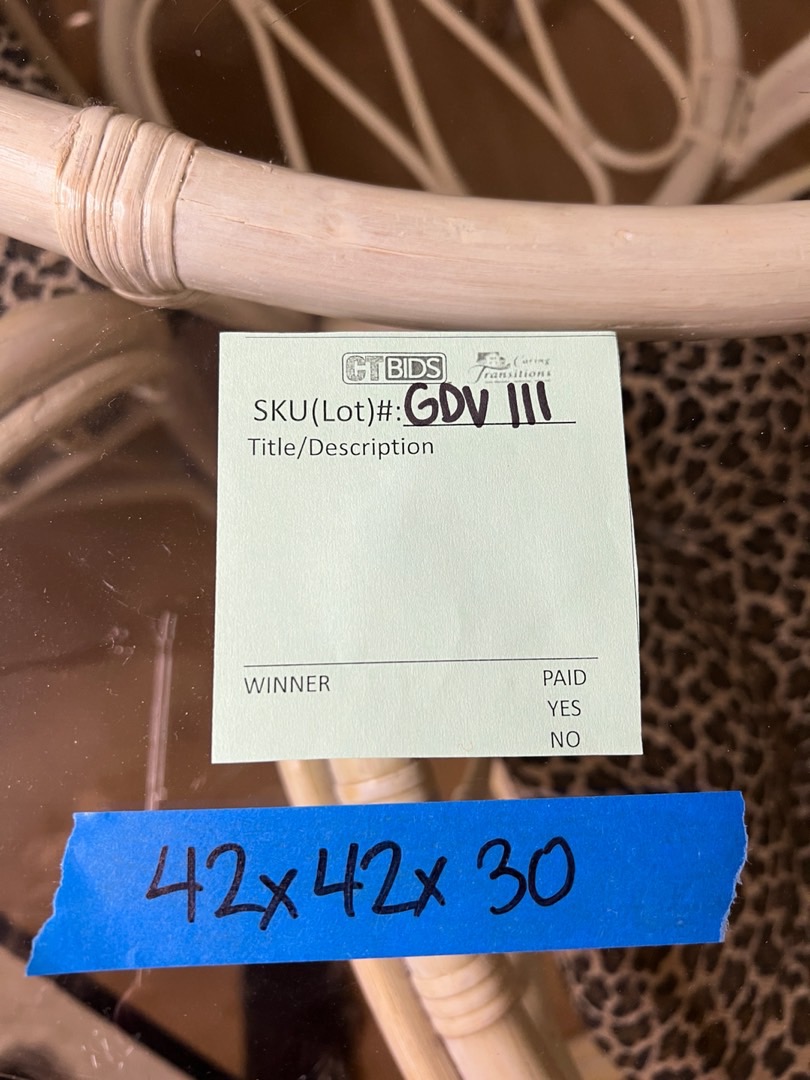 CTBIDS Caring Transitions
SKU(Lot)#: GDV 111
Title/Description
WINNER PAID
YES
NO
42x42x30